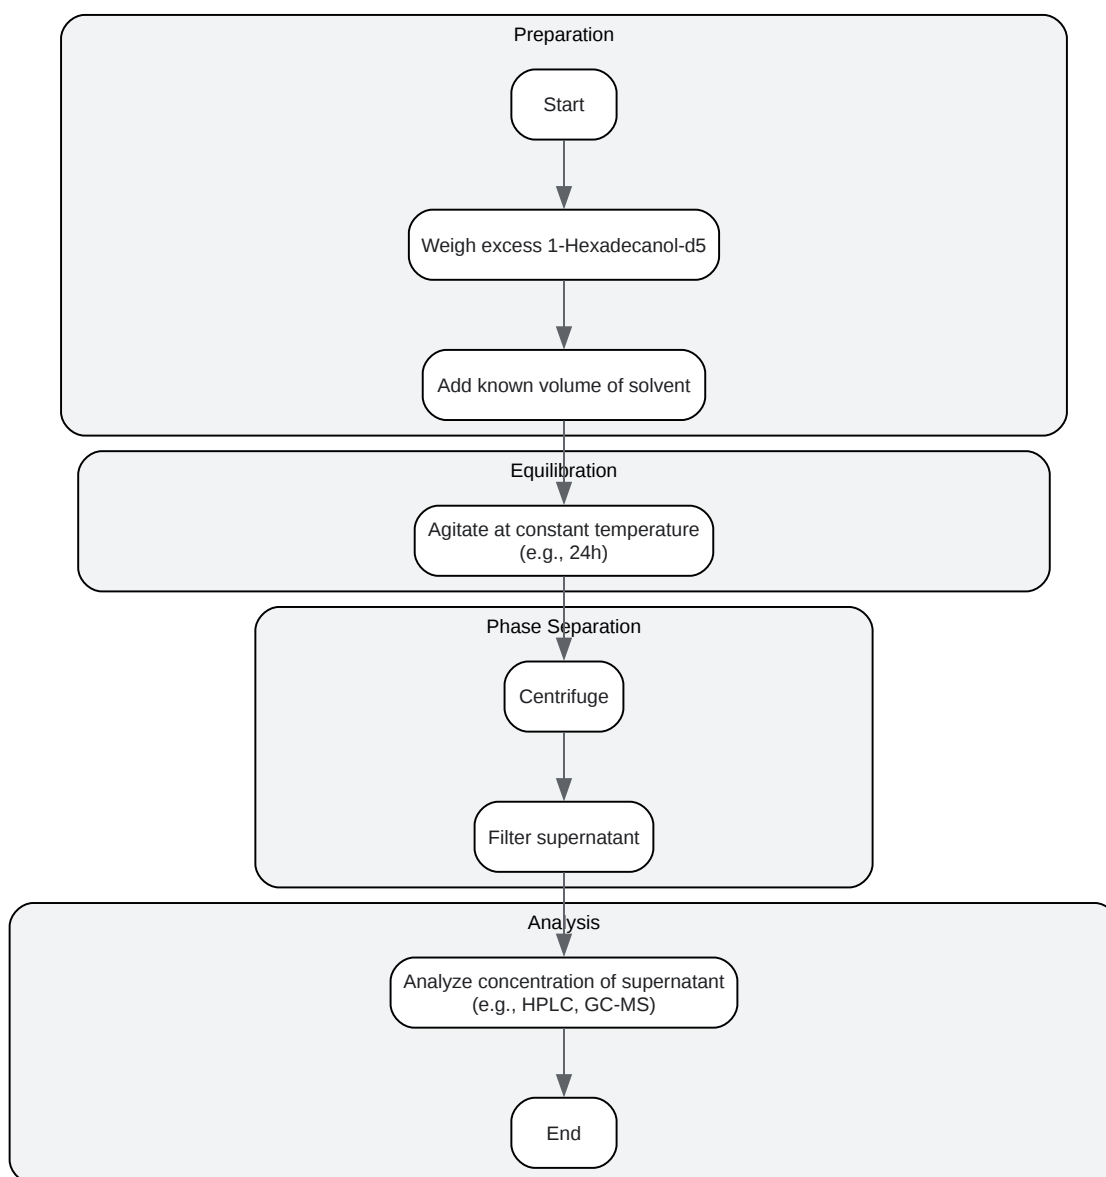 Preparation
Start
Weigh excess 1-Hexadecanol-d5
Add known volume of solvent
Equilibration
Agitate at constant temperature
(e.g., 24h)
Phase Separation
Centrifuge
Filter supernatant
Analysis
Analyze concentration of supernatant
(e.g., HPLC, GC-MS)
End